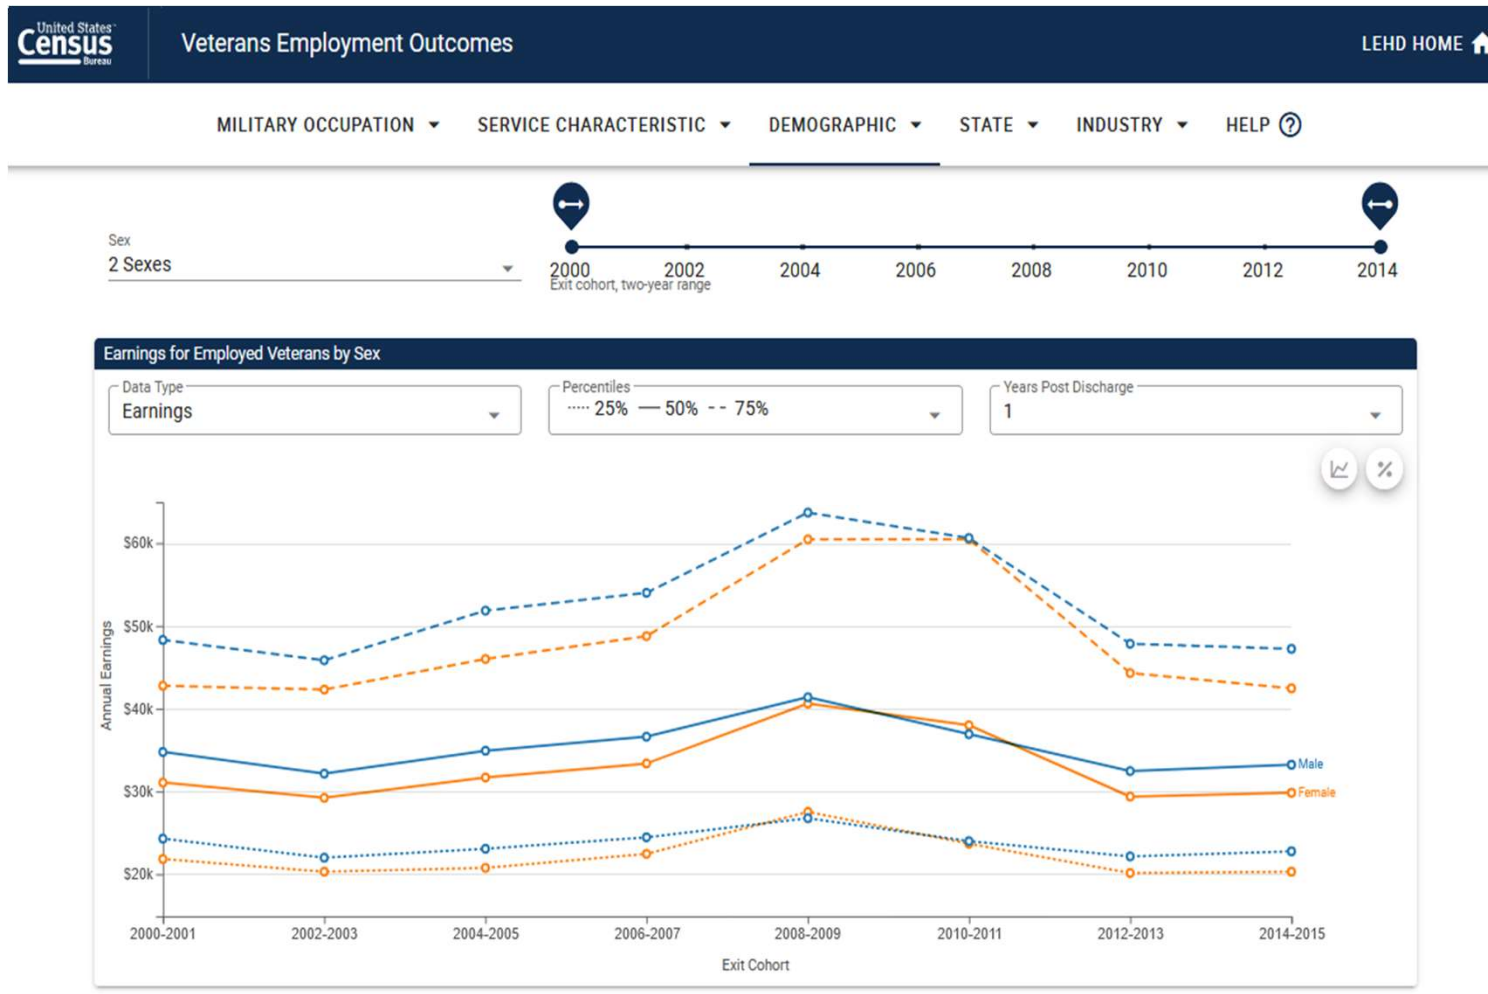 United States
Census
Bureau
Veterans Employment Outcomes
LEHD HOME
MILITARY OCCUPATION
SERVICE CHARACTERISTIC
DEMOGRAPHIC
STATE
INDUSTRY
HELP ?
Sex
2 Sexes
2000 2002 2004 2006 2008 2010 2012 2014
Exit cohort, two-year range
Earnings for Employed Veterans by Sex
Data Type
Earnings
Percentiles
25% 50% 75%
Years Post Discharge
1
%
Annual Earnings
$60k
$50k
$40k
$30k
$20k
Male
Female
2000-2001 2002-2003 2004-2005 2006-2007 2008-2009 2010-2011 2012-2013 2014-2015
Exit Cohort